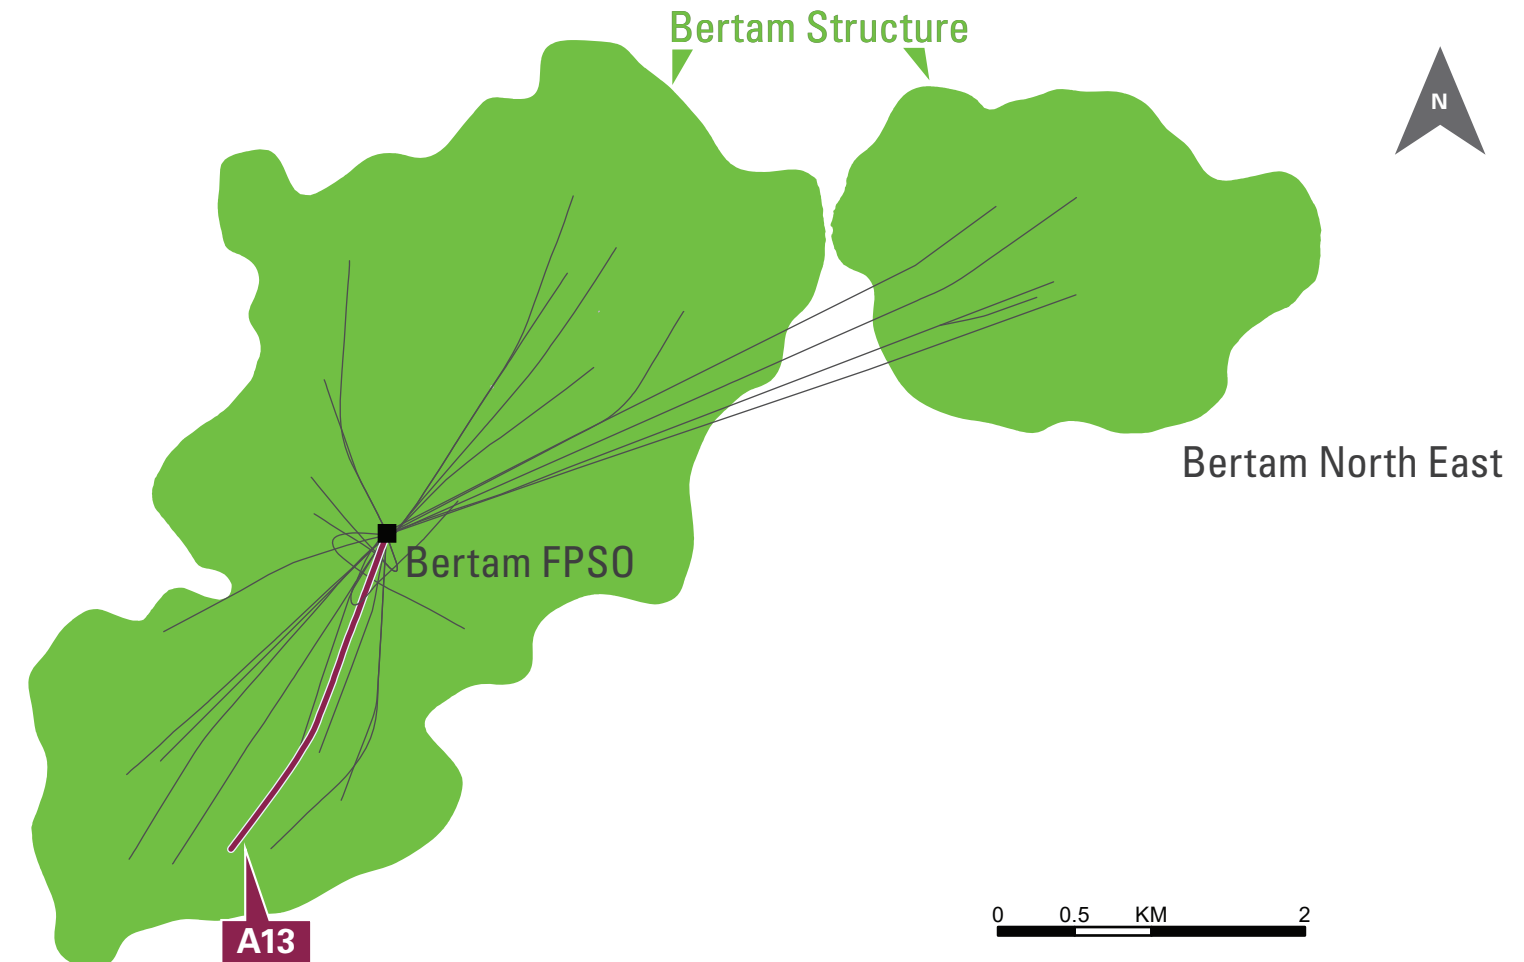 Bertam Structure
N
Bertam North East
Bertam FPSO
0 0.5 KM 2
A13